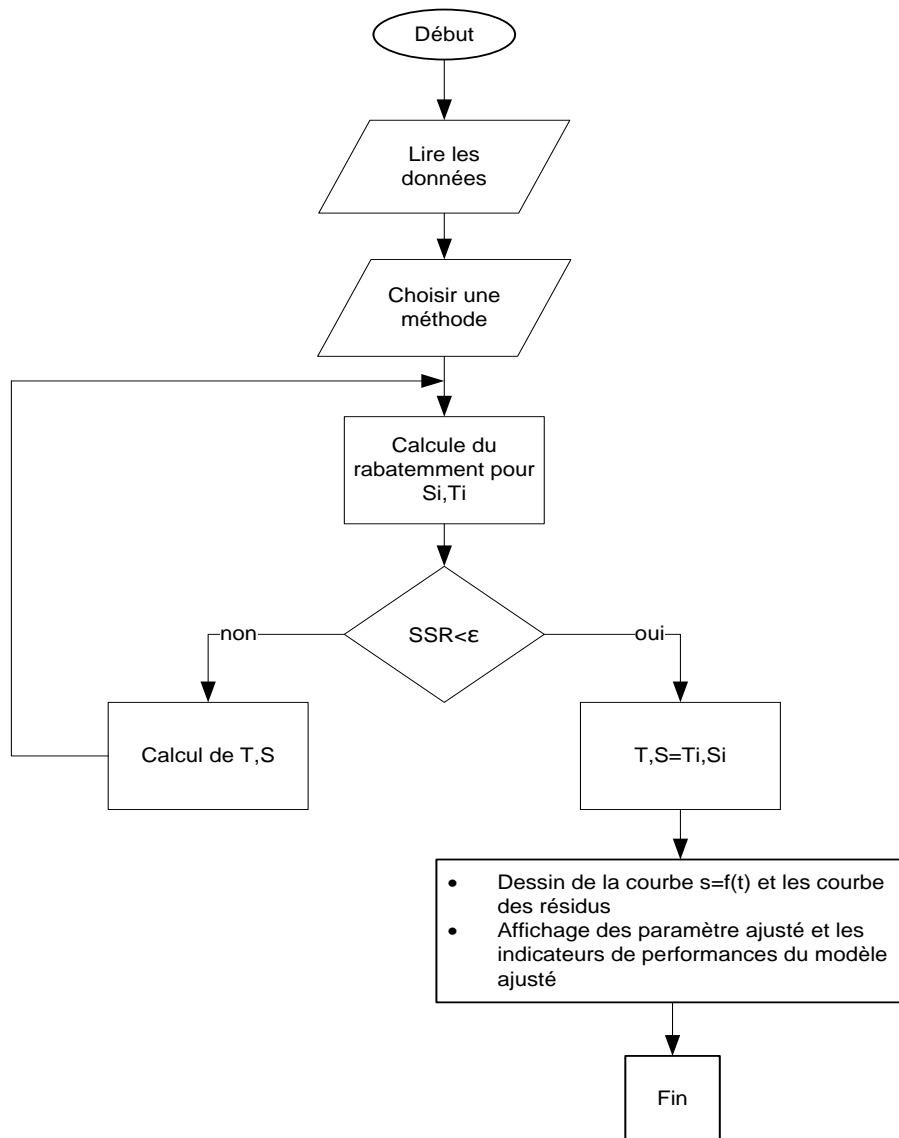 Début
Lire les
données
Choisir une
méthode
Calcule du
rabatemment pour
Si,Ti
SSR<ε
non
oui
Calcul de T,S
T,S=Ti,Si
• Dessin de la courbe s=f(t) et les courbe
des résidus
• Affichage des paramètre ajusté et les
indicateurs de performances du modèle
ajusté
Fin